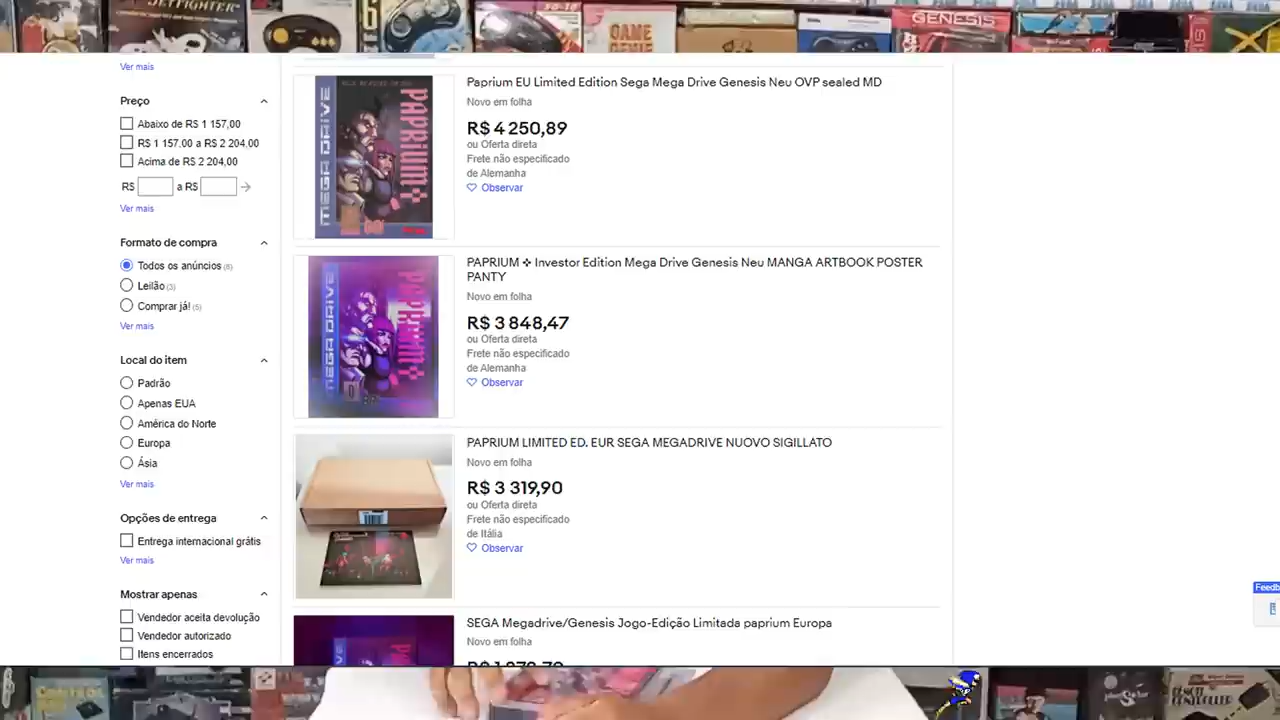 JETFIGHTER
GAME
GENIE
GENESIS
Ver mais
Preço
Abaixo de R$ 1 157,00
R$ 1 157,00 a R$ 2 204,00
Acima de R$ 2 204,00
R$ a R$
Ver mais
Formato de compra
Todos os anúncios (8)
Leilão (3)
Comprar já! (5)
Ver mais
Local do item
Padrão
Apenas EUA
América do Norte
Europa
Ásia
Ver mais
Opções de entrega
Entrega internacional grátis
Ver mais
Mostrar apenas
Vendedor aceita devolução
Vendedor autorizado
Itens encerrados
MEGA DRIVE
PAPRIUM
Paprium EU Limited Edition Sega Mega Drive Genesis Neu OVP sealed MD
Novo em folha
R$ 4 250,89
ou Oferta direta
Frete não especificado
de Alemanha
Observar
MEGA DRIVE
PAPRIUM
PAPRIUM ✜ Investor Edition Mega Drive Genesis Neu MANGA ARTBOOK POSTER
PANTY
Novo em folha
R$ 3 848,47
ou Oferta direta
Frete não especificado
de Alemanha
Observar
PAPRIUM LIMITED ED. EUR SEGA MEGADRIVE NUOVO SIGILLATO
Novo em folha
R$ 3 319,90
ou Oferta direta
Frete não especificado
de Itália
Observar
SEGA Megadrive/Genesis Jogo-Edição Limitada paprium Europa
Novo em folha
Feedb
CONTROL